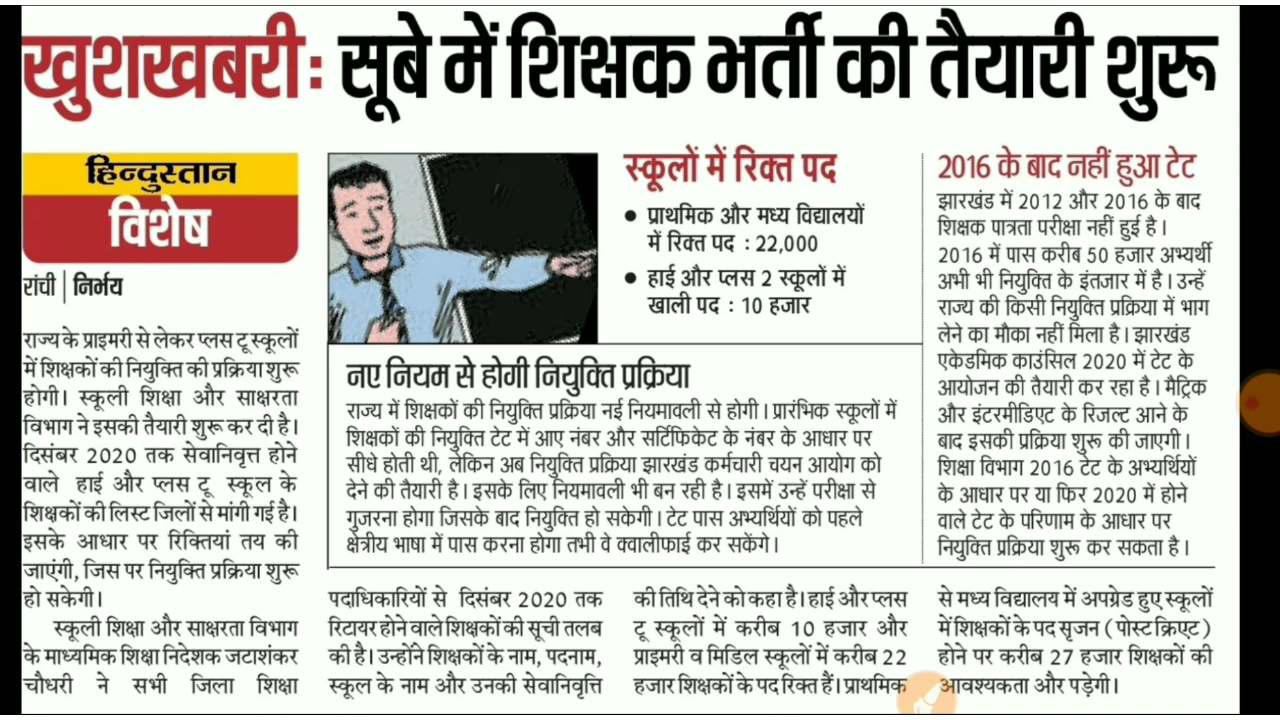 खुशखबरी: सूबे में शिक्षक भर्ती की तैयारी शुरू
हिन्दुस्तान
विशेष
रांची | निर्भय
राज्य के प्राइमरी से लेकर प्लस टू स्कूलों
में शिक्षकों की नियुक्ति की प्रक्रिया शुरू
होगी। स्कूली शिक्षा और साक्षरता
विभाग ने इसकी तैयारी शुरू कर दी है।
दिसंबर 2020 तक सेवानिवृत्त होने
वाले हाई और प्लस टू स्कूल के
शिक्षकों की लिस्ट जिलों से मांगी गई है।
इसके आधार पर रिक्तियां तय की
जाएंगी, जिस पर नियुक्ति प्रक्रिया शुरू
हो सकेगी।
स्कूली शिक्षा और साक्षरता विभाग
के माध्यमिक शिक्षा निदेशक जटाशंकर
चौधरी ने सभी जिला शिक्षा
स्कूलों में रिक्त पद
● प्राथमिक और मध्य विद्यालयों
में रिक्त पद : 22,000
● हाई और प्लस 2 स्कूलों में
खाली पद : 10 हजार
नए नियम से होगी नियुक्ति प्रक्रिया
राज्य में शिक्षकों की नियुक्ति प्रक्रिया नई नियमावली से होगी। प्रारंभिक स्कूलों में
शिक्षकों की नियुक्ति टेट में आए नंबर और सर्टिफिकेट के नंबर के आधार पर
सीधे होती थी, लेकिन अब नियुक्ति प्रक्रिया झारखंड कर्मचारी चयन आयोग को
देने की तैयारी है। इसके लिए नियमावली भी बन रही है। इसमें उन्हें परीक्षा से
गुजरना होगा जिसके बाद नियुक्ति हो सकेगी। टेट पास अभ्यर्थियों को पहले
क्षेत्रीय भाषा में पास करना होगा तभी वे क्वालीफाई कर सकेंगे।
2016 के बाद नहीं हुआ टेट
झारखंड में 2012 और 2016 के बाद
शिक्षक पात्रता परीक्षा नहीं हुई है।
2016 में पास करीब 50 हजार अभ्यर्थी
अभी भी नियुक्ति के इंतजार में है। उन्हें
राज्य की किसी नियुक्ति प्रक्रिया में भाग
लेने का मौका नहीं मिला है। झारखंड
एकेडमिक काउंसिल 2020 में टेट के
आयोजन की तैयारी कर रहा है। मैट्रिक
और इंटरमीडिएट के रिजल्ट आने के
बाद इसकी प्रक्रिया शुरू की जाएगी।
शिक्षा विभाग 2016 टेट के अभ्यर्थियों
के आधार पर या फिर 2020 में होने
वाले टेट के परिणाम के आधार पर
नियुक्ति प्रक्रिया शुरू कर सकता है।
पदाधिकारियों से दिसंबर 2020 तक
रिटायर होने वाले शिक्षकों की सूची तलब
की है। उन्होंने शिक्षकों के नाम, पदनाम,
स्कूल के नाम और उनकी सेवानिवृत्ति
की तिथि देने को कहा है। हाई और प्लस
टू स्कूलों में करीब 10 हजार और
प्राइमरी व मिडिल स्कूलों में करीब 22
हजार शिक्षकों के पद रिक्त हैं। प्राथमिक
से मध्य विद्यालय में अपग्रेड हुए स्कूलों
में शिक्षकों के पद सृजन (पोस्ट क्रिएट)
होने पर करीब 27 हजार शिक्षकों की
आवश्यकता और पड़ेगी।